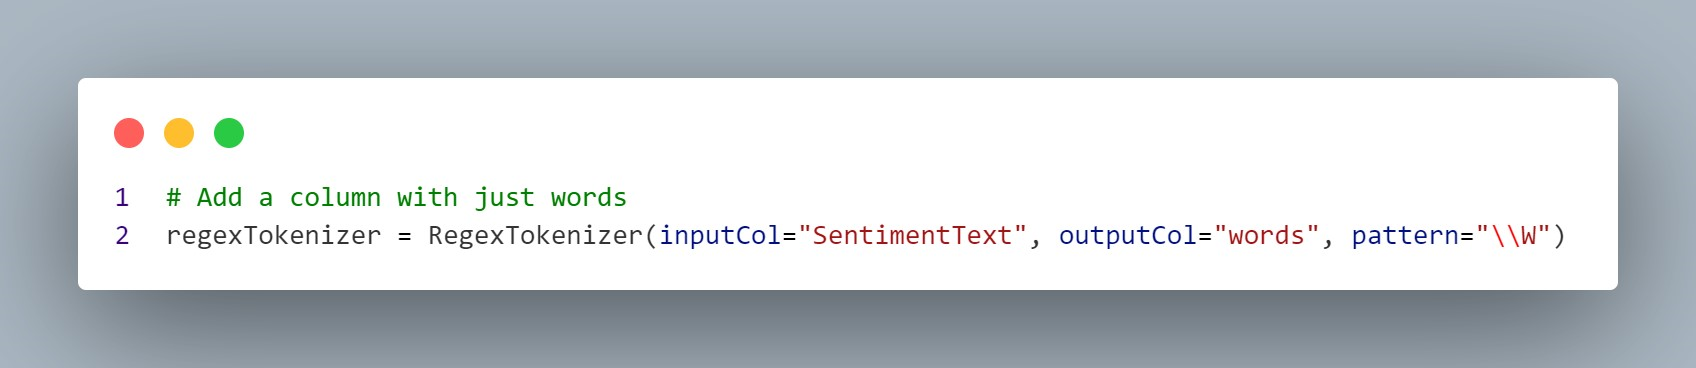 1 # Add a column with just words
2 regexTokenizer = RegexTokenizer(inputCol="SentimentText", outputCol="words", pattern="\\W")